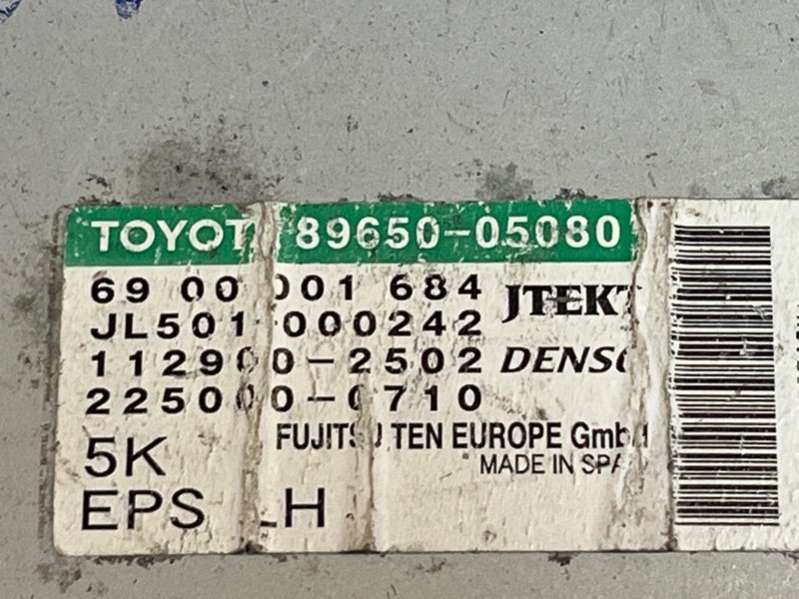 TOYOT 89650-05080
69 00 001 684 JTEKT
JL501-000242
112900-2502 DENSO
225000-0710
5K FUJITSU TEN EUROPE GmbH
MADE IN SPA
EPS LH